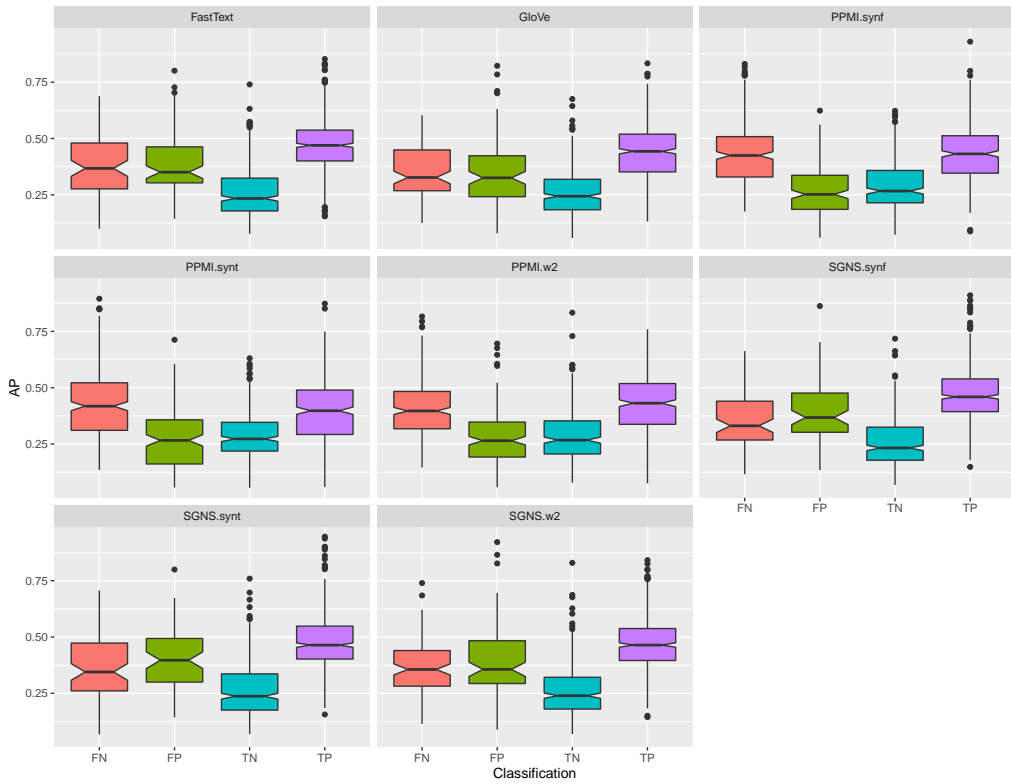 FastText
GloVe
PPMI.synf
0.75
0.50
0.25
PPMI.synt
PPMI.w2
SGNS.synf
AP
0.75
0.50
0.25
FN FP TN TP
SGNS.synt
SGNS.w2
0.75
0.50
0.25
FN FP TN TP
FN FP TN TP
Classification